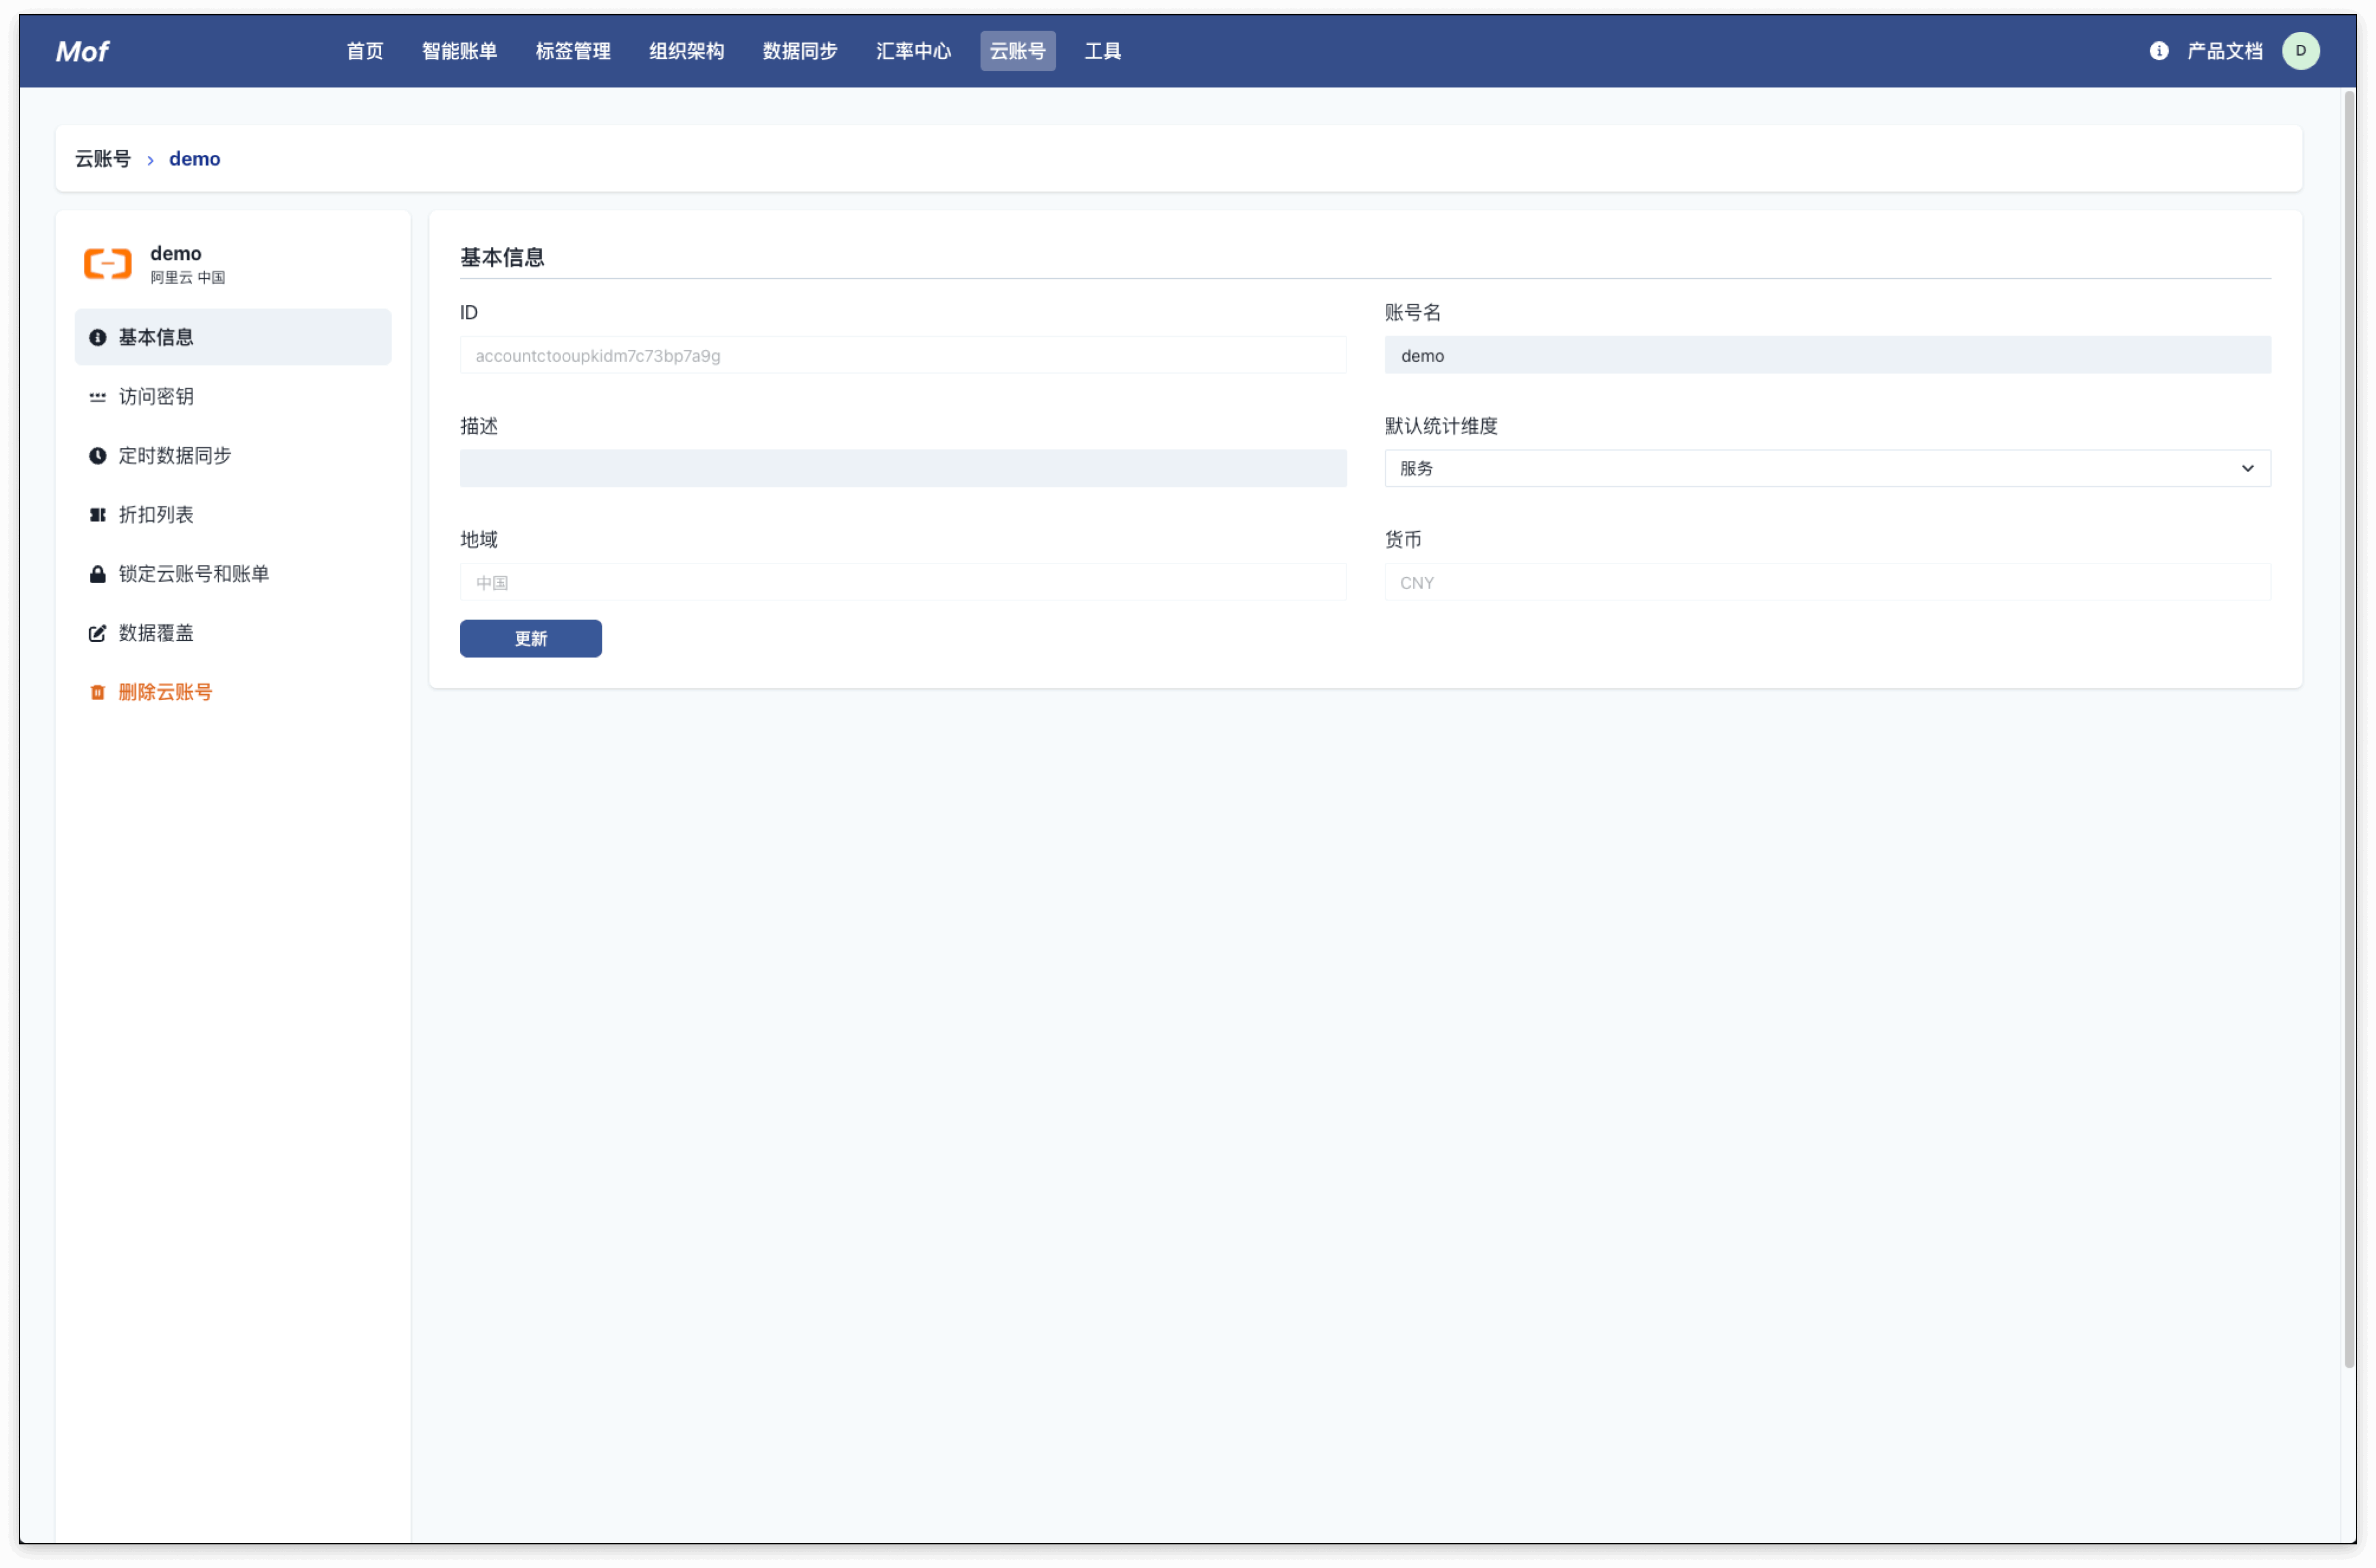 Mof 首页 智能账单 标签管理 组织架构 数据同步 汇率中心 云账号 工具 产品文档 D
云账号 › demo
demo
阿里云 中国
基本信息
访问密钥
定时数据同步
折扣列表
锁定云账号和账单
数据覆盖
删除云账号
基本信息
ID 账号名
accountctooupkidm7c73bp7a9g demo
描述 默认统计维度
服务
地域 货币
中国 CNY
更新